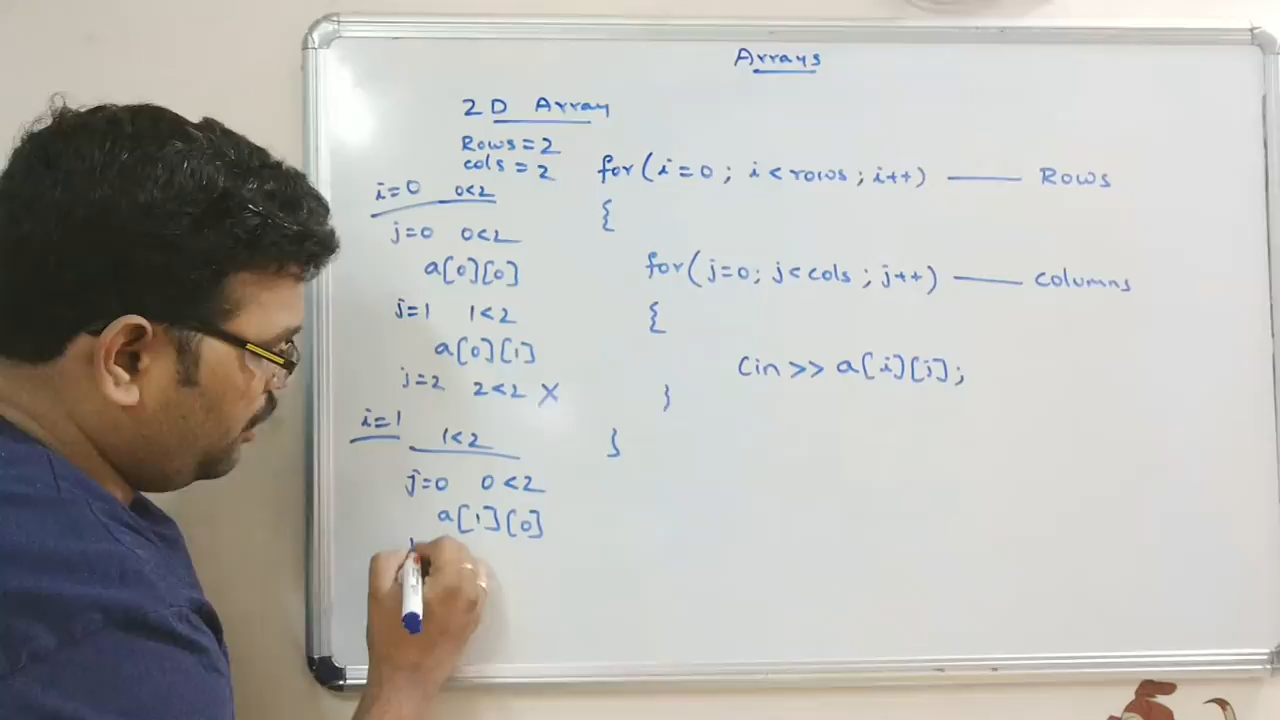 Arrays
2D Array
Rows=2
cols=2
for(i=0; i<rows; i++) —— Rows
i=0 0<2
{
j=0 0<2
a[0][0]
for(j=0; j<cols; j++) —— columns
j=1 1<2
{
a[0][1]
cin>> a[i][j];
j=2 2<2 X
}
i=1
1<2
}
j=0 0<2
a[1][0]